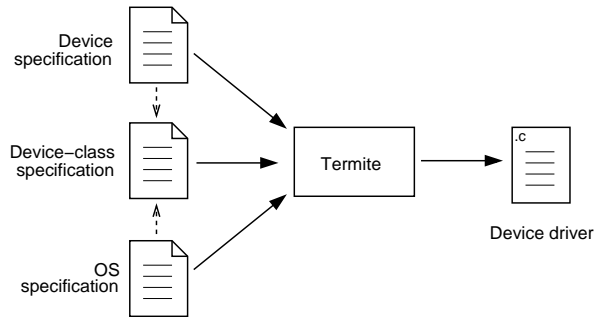 Device
specification
Device-class
specification
OS
specification
Termite
.c
Device driver